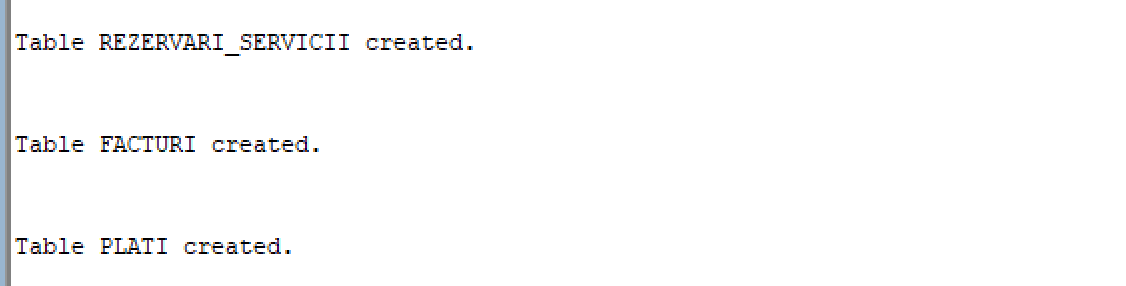 Table REZERVARI_SERVICII created.
Table FACTURI created.
Table PLATI created.